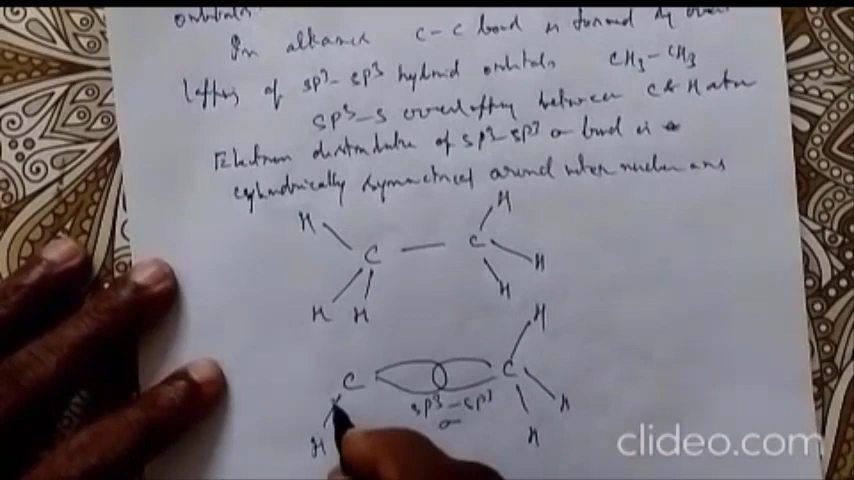 orbitals.
In alkanes C-C bond is formed by over
lapping of sp³-sp³ hybrid orbitals CH₃-CH₃
sp³-s overlapping between C & H atom
Electron distribution of sp³-sp³ σ bond is
cylindrically symmetrical around inter nuclear axis
H H
C — C
H
H H H
H
C C
sp³-sp³ H
σ
H H
clideo.com